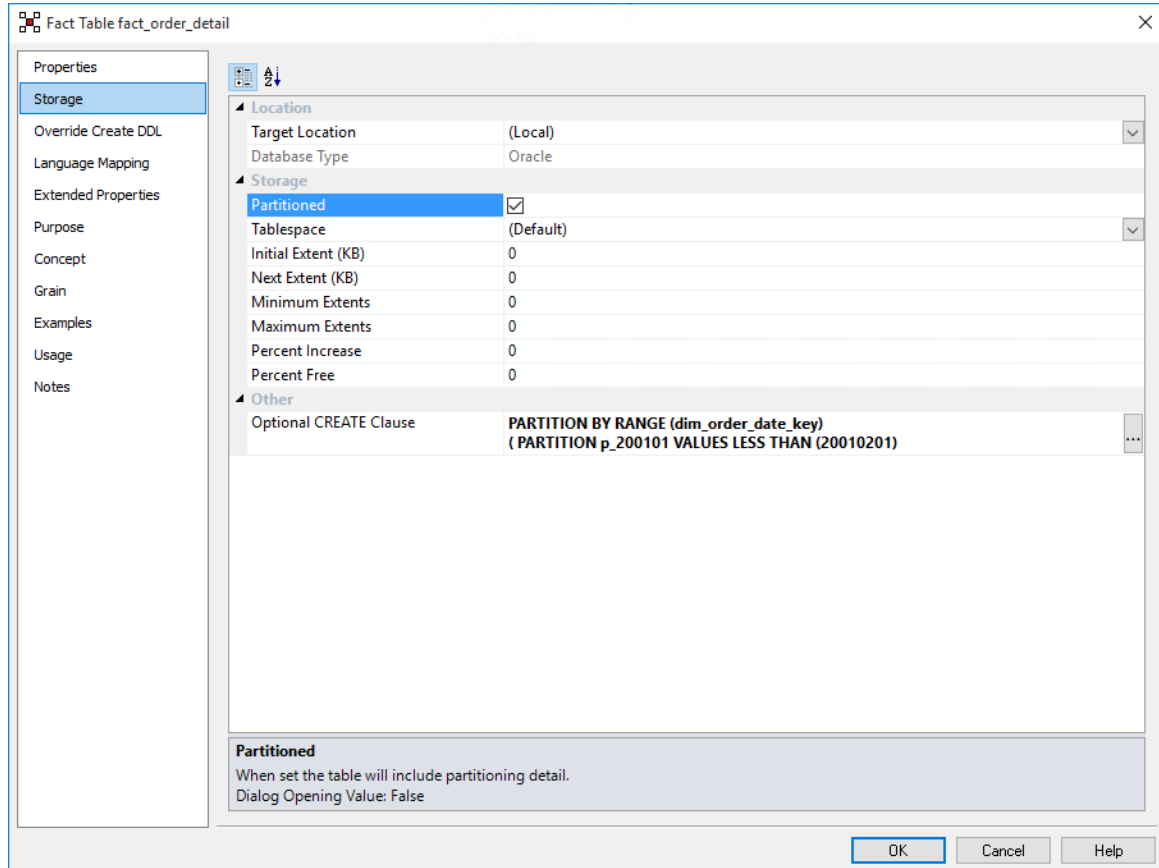 Fact Table fact_order_detail
Properties
Storage
Override Create DDL
Language Mapping
Extended Properties
Purpose
Concept
Grain
Examples
Usage
Notes
Location
Target Location (Local)
Database Type Oracle
Storage
Partitioned
Tablespace (Default)
Initial Extent (KB) 0
Next Extent (KB) 0
Minimum Extents 0
Maximum Extents 0
Percent Increase 0
Percent Free 0
Other
Optional CREATE Clause PARTITION BY RANGE (dim_order_date_key)
( PARTITION p_200101 VALUES LESS THAN (20010201)
...
Partitioned
When set the table will include partitioning detail.
Dialog Opening Value: False
OK Cancel Help